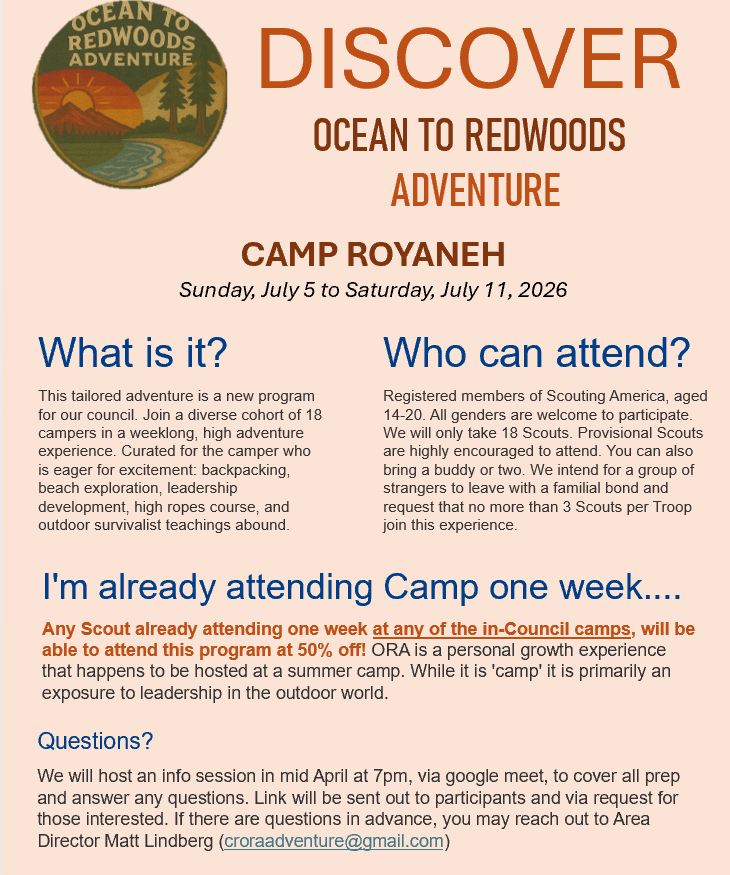 OCEAN TO
REDWOODS
ADVENTURE
DISCOVER
OCEAN TO REDWOODS
ADVENTURE
CAMP ROYANEH
Sunday, July 5 to Saturday, July 11, 2026
What is it?
This tailored adventure is a new program
for our council. Join a diverse cohort of 18
campers in a weeklong, high adventure
experience. Curated for the camper who
is eager for excitement: backpacking,
beach exploration, leadership
development, high ropes course, and
outdoor survivalist teachings abound.
Who can attend?
Registered members of Scouting America, aged
14-20. All genders are welcome to participate.
We will only take 18 Scouts. Provisional Scouts
are highly encouraged to attend. You can also
bring a buddy or two. We intend for a group of
strangers to leave with a familial bond and
request that no more than 3 Scouts per Troop
join this experience.
I'm already attending Camp one week....
Any Scout already attending one week at any of the in-Council camps, will be
able to attend this program at 50% off! ORA is a personal growth experience
that happens to be hosted at a summer camp. While it is 'camp' it is primarily an
exposure to leadership in the outdoor world.
Questions?
We will host an info session in mid April at 7pm, via google meet, to cover all prep
and answer any questions. Link will be sent out to participants and via request for
those interested. If there are questions in advance, you may reach out to Area
Director Matt Lindberg (croraadventure@gmail.com)